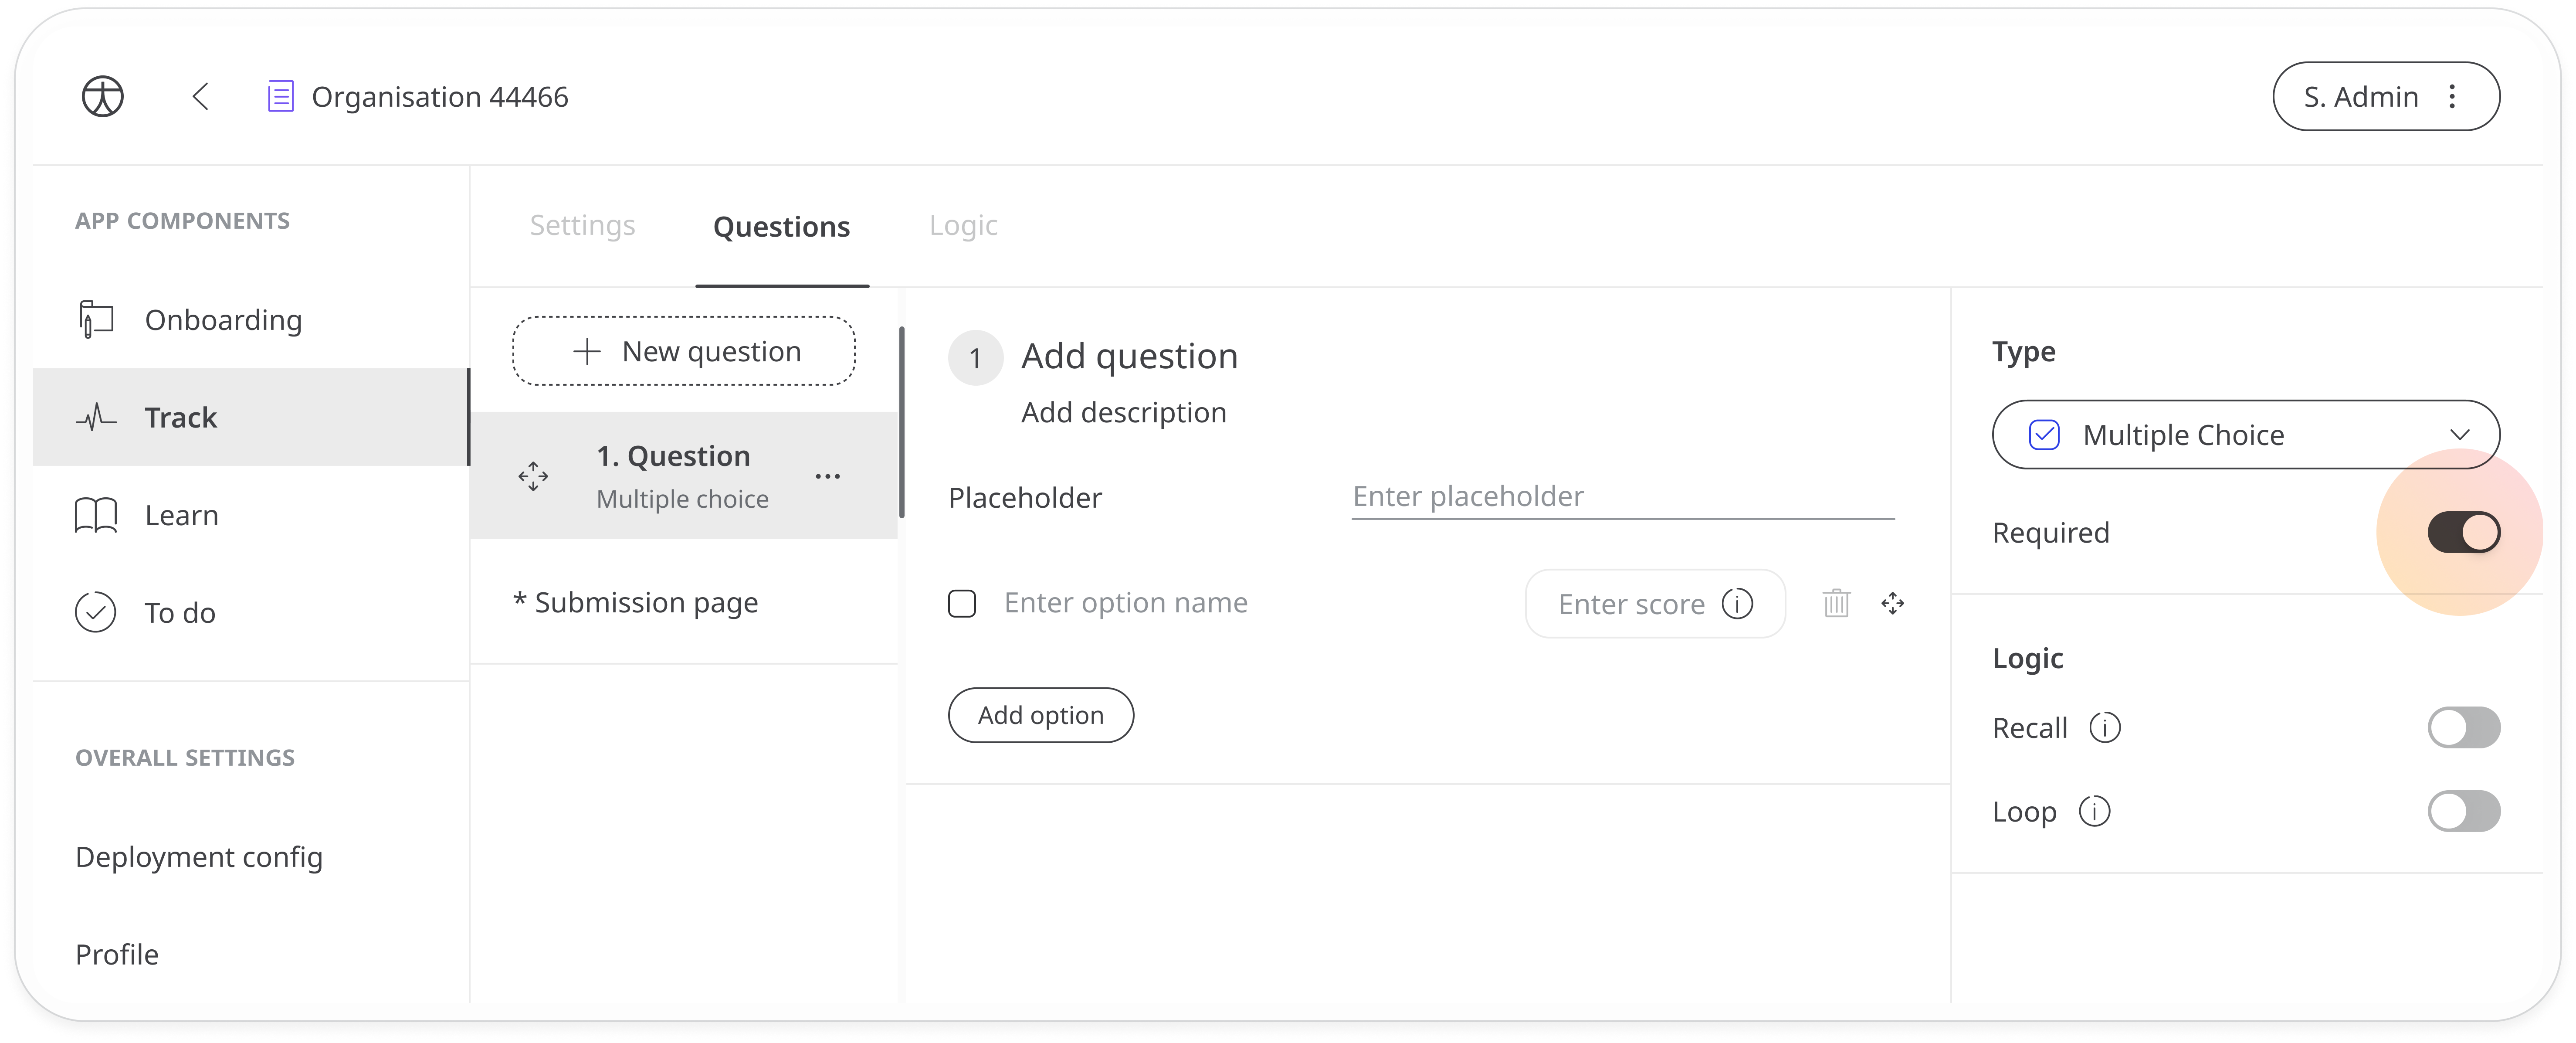 Organisation 44466
S. Admin
APP COMPONENTS
Onboarding
Track
Learn
To do
OVERALL SETTINGS
Deployment config
Profile
Settings
Questions
Logic
New question
1. Question
Multiple choice
* Submission page
1
Add question
Add description
Placeholder
Enter placeholder
Enter option name
Enter score
Add option
Type
Multiple Choice
Required
Logic
Recall
Loop